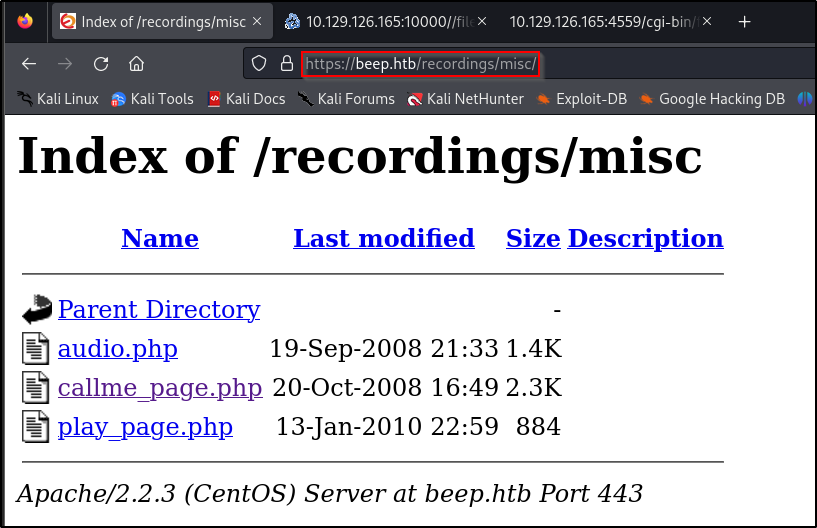 Index of /recordings/misc
10.129.126.165:10000//file
10.129.126.165:4559/cgi-bin/
https://beep.htb/recordings/misc/
Kali Linux Kali Tools Kali Docs Kali Forums Kali NetHunter Exploit-DB Google Hacking DB
Index of /recordings/misc
Name Last modified Size Description
Parent Directory -
audio.php 19-Sep-2008 21:33 1.4K
callme_page.php 20-Oct-2008 16:49 2.3K
play_page.php 13-Jan-2010 22:59 884
Apache/2.2.3 (CentOS) Server at beep.htb Port 443